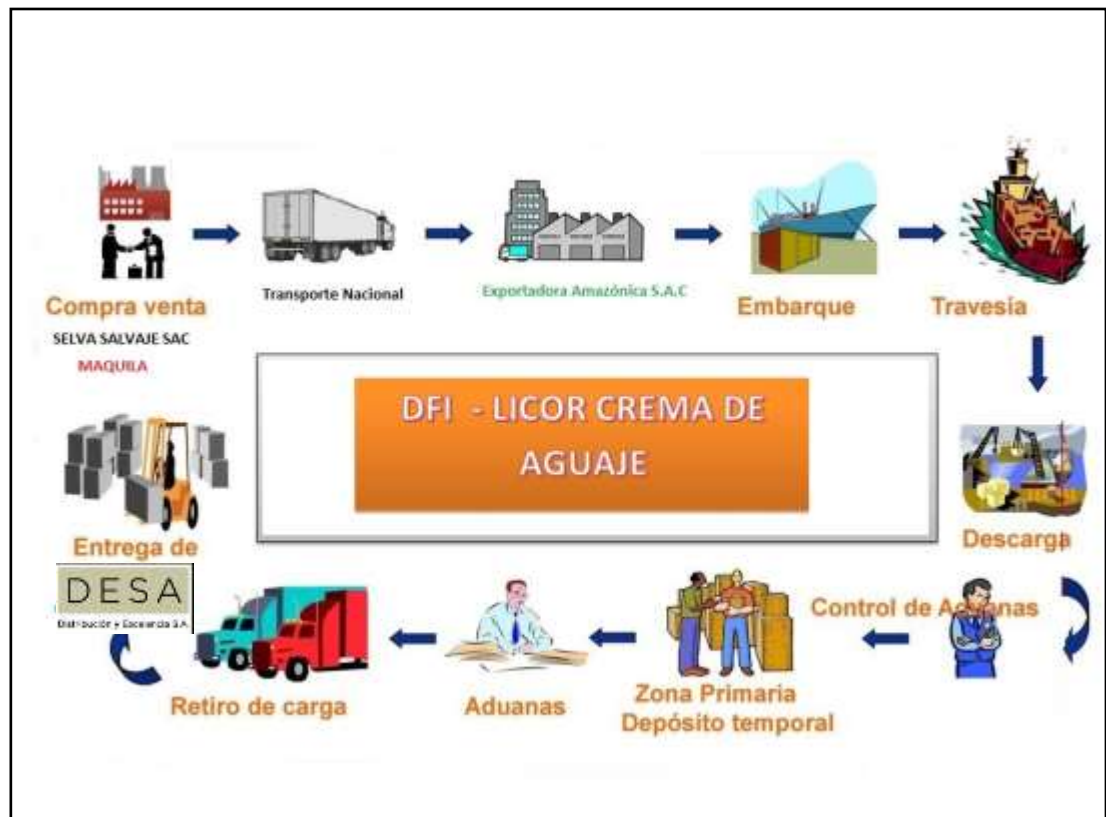 Compra venta
SELVA SALVAJE SAC
MAQUILA
Transporte Nacional
Exportadora Amazónica S.A.C
Embarque
Travesía
DFI - LICOR CREMA DE
AGUAJE
Descarga
Control de Aduanas
Zona Primaria
Depósito temporal
Aduanas
Retiro de carga
Entrega de
DESA
Distribución y Excelencia S.A.